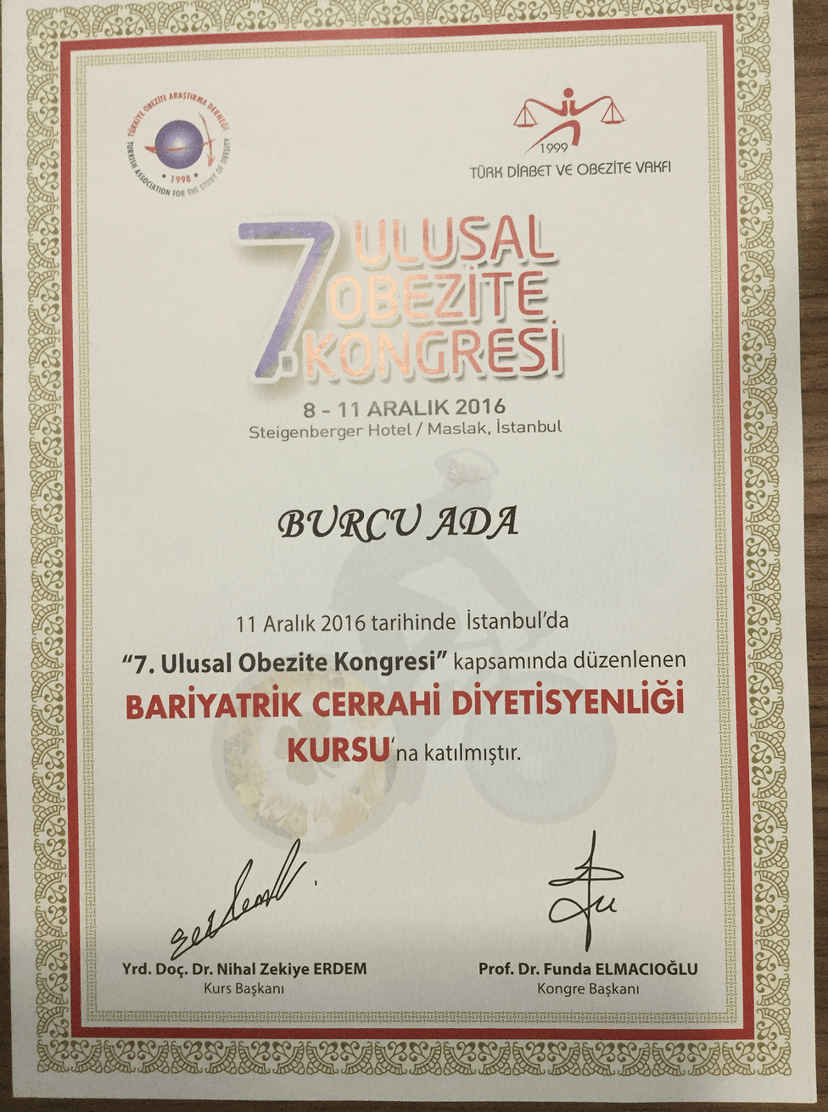 TÜRKİYE OBEZİTE ARAŞTIRMA DERNEĞİ
TURKISH ASSOCIATION FOR THE STUDY OF OBESITY
• 1998 •
1999
TÜRK DİABET VE OBEZİTE VAKFI
7. ULUSAL
OBEZİTE
KONGRESİ
8 - 11 ARALIK 2016
Steigenberger Hotel / Maslak, İstanbul
BURCU ADA
11 Aralık 2016 tarihinde İstanbul'da
“7. Ulusal Obezite Kongresi” kapsamında düzenlenen
BARİYATRİK CERRAHİ DİYETİSYENLİĞİ
KURSU'na katılmıştır.
Yrd. Doç. Dr. Nihal Zekiye ERDEM
Kurs Başkanı
Prof. Dr. Funda ELMACIOĞLU
Kongre Başkanı